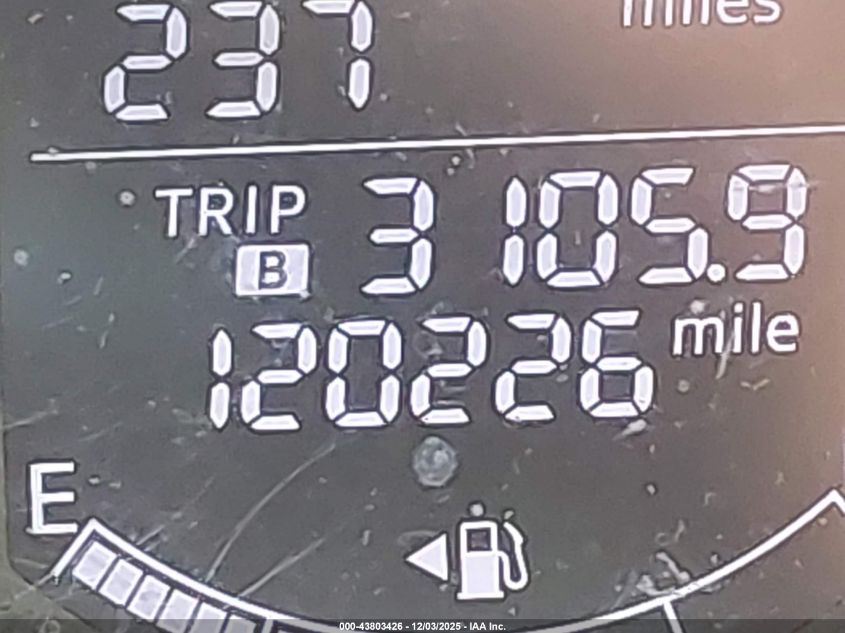 miles
237
TRIP B 3105.9
120226 mile
E
000-43803426 - 12/03/2025 - IAA Inc.